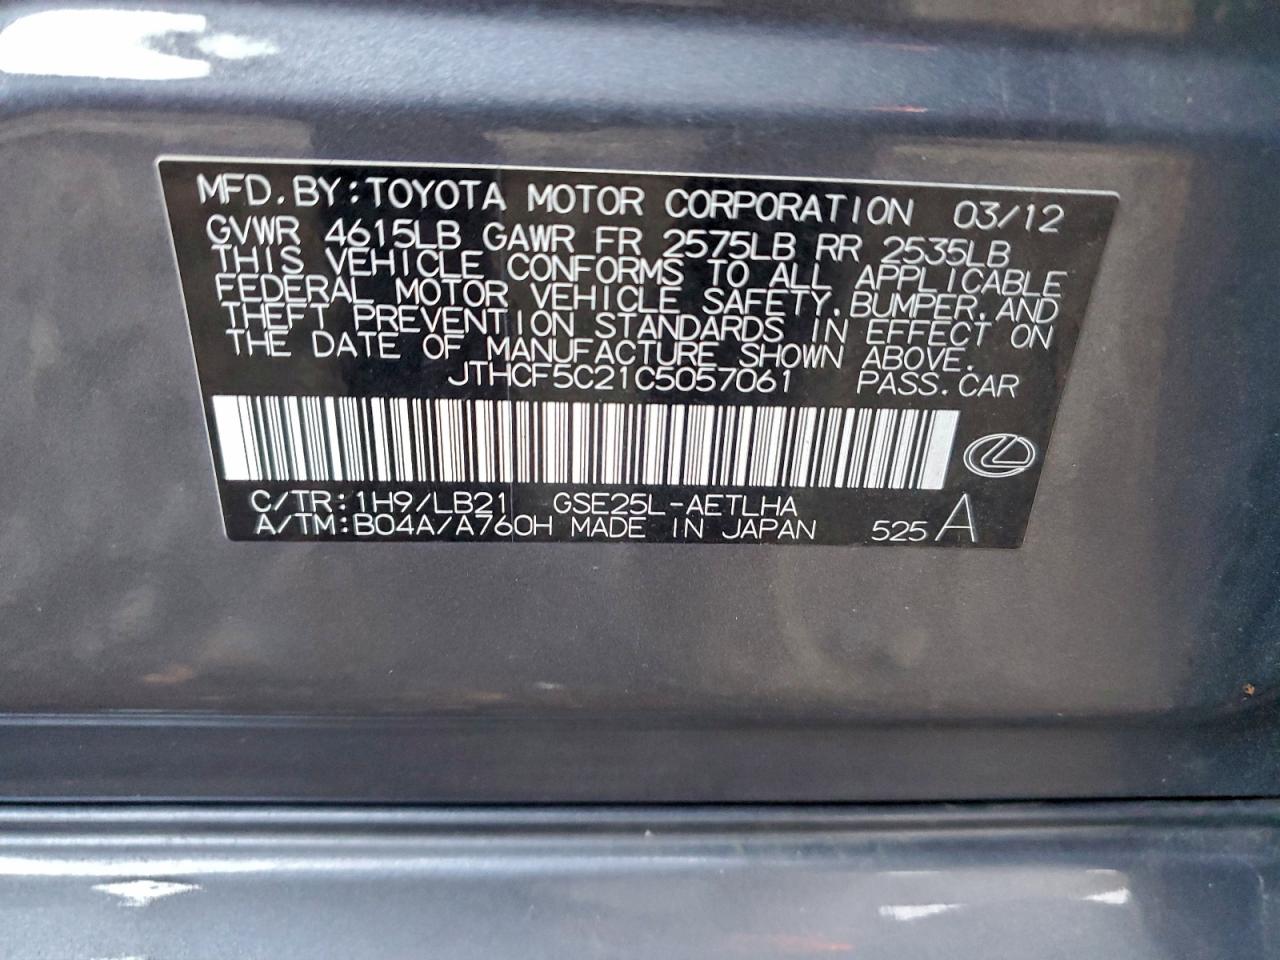 MFD. BY: TOYOTA MOTOR CORPORATION 03/12
GVWR 4615LB GAWR FR 2575LB RR 2535LB
THIS VEHICLE CONFORMS TO ALL APPLICABLE
FEDERAL MOTOR VEHICLE SAFETY, BUMPER, AND
THEFT PREVENTION STANDARDS IN EFFECT ON
THE DATE OF MANUFACTURE SHOWN ABOVE.
JTHCF5C21C5057061 PASS. CAR
C/TR: 1H9/LB21 GSE25L-AETLHA
A/TM: B04A/A760H MADE IN JAPAN 525 A